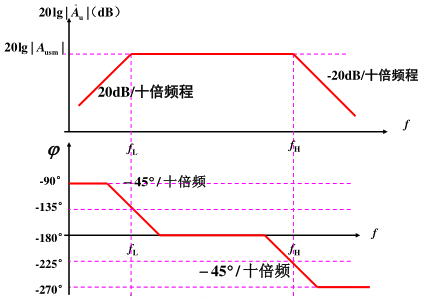 20lg|Ȧu|(dB)
20lg|Ausm|
20dB/十倍频程
-20dB/十倍频程
f
fL
fH
φ
-90°
-45°/十倍频
-135°
-180°
f
fL
fH
-225°
-45°/十倍频
-270°